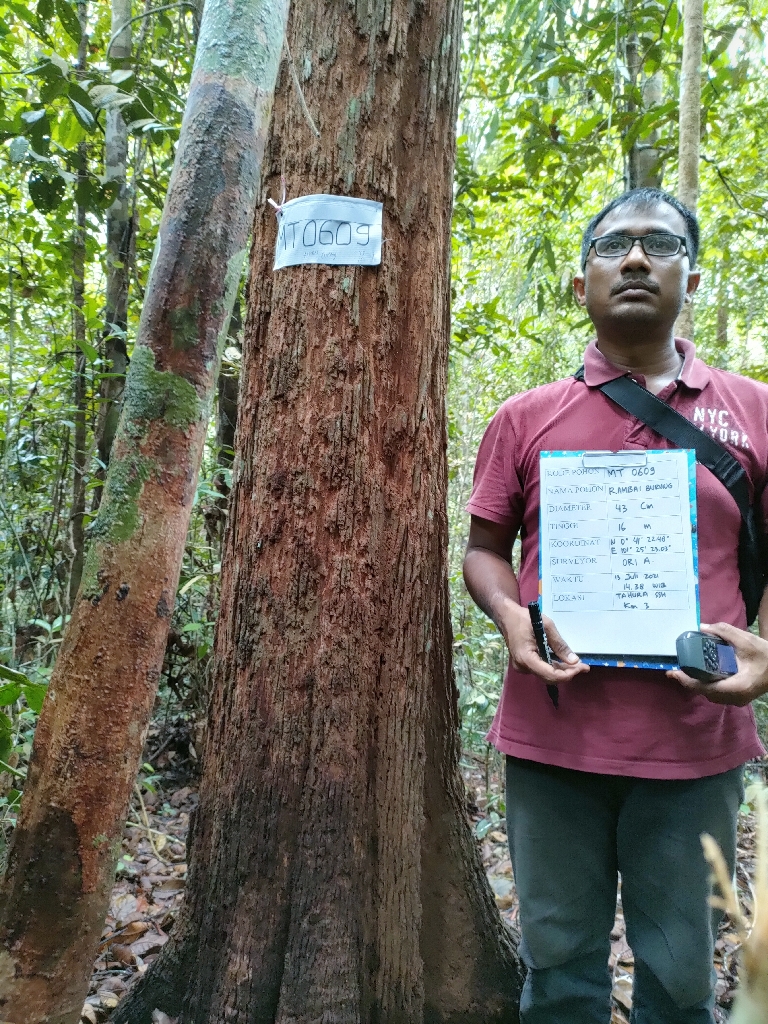 MT0609
NYC
KODE POHON MT 0609
NAMA POHON RAMBAI BURUNG
DIAMETER 43 Cm
TINGGI 16 m
KOORDINAT N 0° 41' 22.48"
E 101° 25' 23.03"
SURVEYOR ORI A
WAKTU 13 Juli 2021
14.38 WIB
LOKASI TAHURA SSH
Km 3